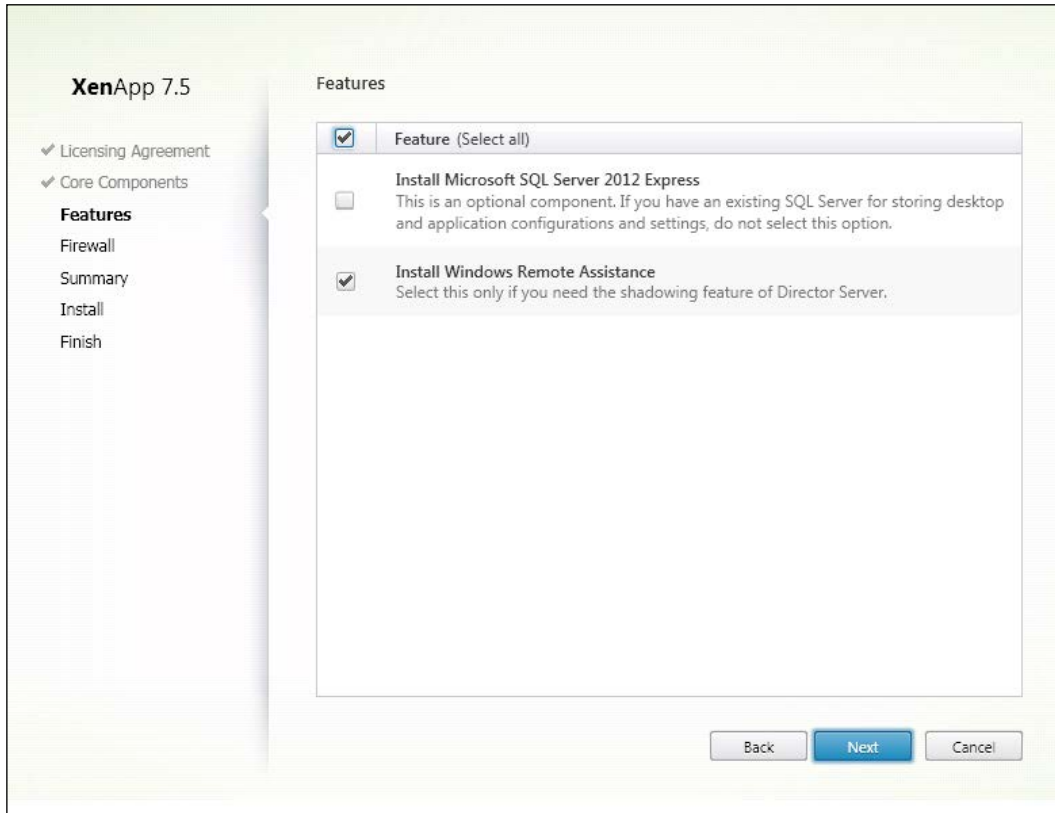 XenApp 7.5
Licensing Agreement
Core Components
Features
Firewall
Summary
Install
Finish
Features
Feature (Select all)
Install Microsoft SQL Server 2012 Express
This is an optional component. If you have an existing SQL Server for storing desktop
and application configurations and settings, do not select this option.
Install Windows Remote Assistance
Select this only if you need the shadowing feature of Director Server.
Back
Next
Cancel